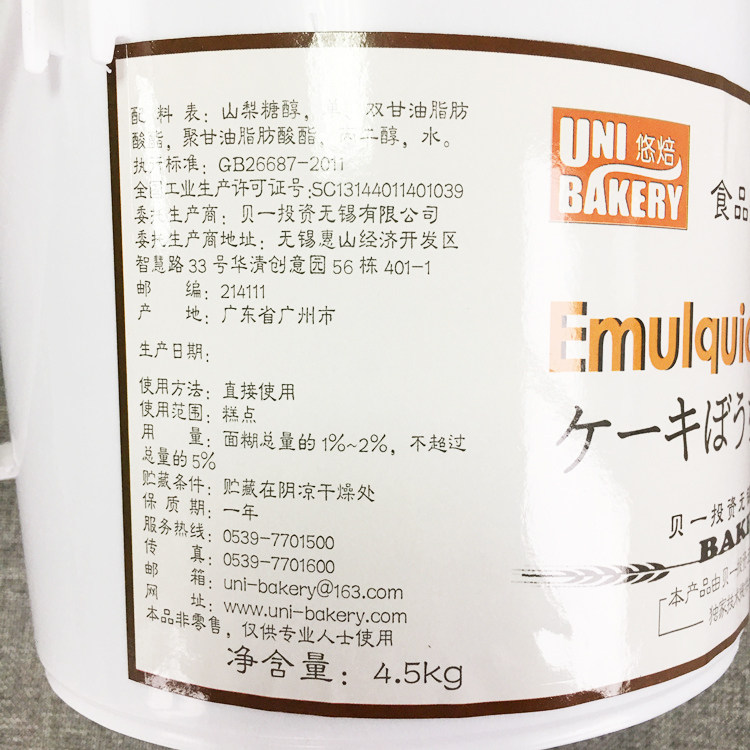 配 料 表：山梨糖醇，单，双甘油脂肪
酸酯，聚甘油脂肪酸酯，丙二醇，水。
执行标准：GB26687-2011
全国工业生产许可证号：SC13144011401039
委托生产商：贝一投资无锡有限公司
委托生产商地址：无锡惠山经济开发区
智慧路33号华清创意园56栋401-1
邮 编：214111
产 地：广东省广州市
生产日期：
使用方法：直接使用
使用范围：糕点
用 量：面糊总量的1%~2%，不超过
总量的5%
贮藏条件：贮藏在阴凉干燥处
保 质 期：一年
服务热线：0539-7701500
传 真：0539-7701600
邮 箱：uni-bakery@163.com
网 址：www.uni-bakery.com
本品非零售，仅供专业人士使用
净含量：4.5kg
UNI 悠焙
BAKERY
食品
Emulquic
ケーキぼう
贝一投资无
BAK
本产品由贝一
独家技术